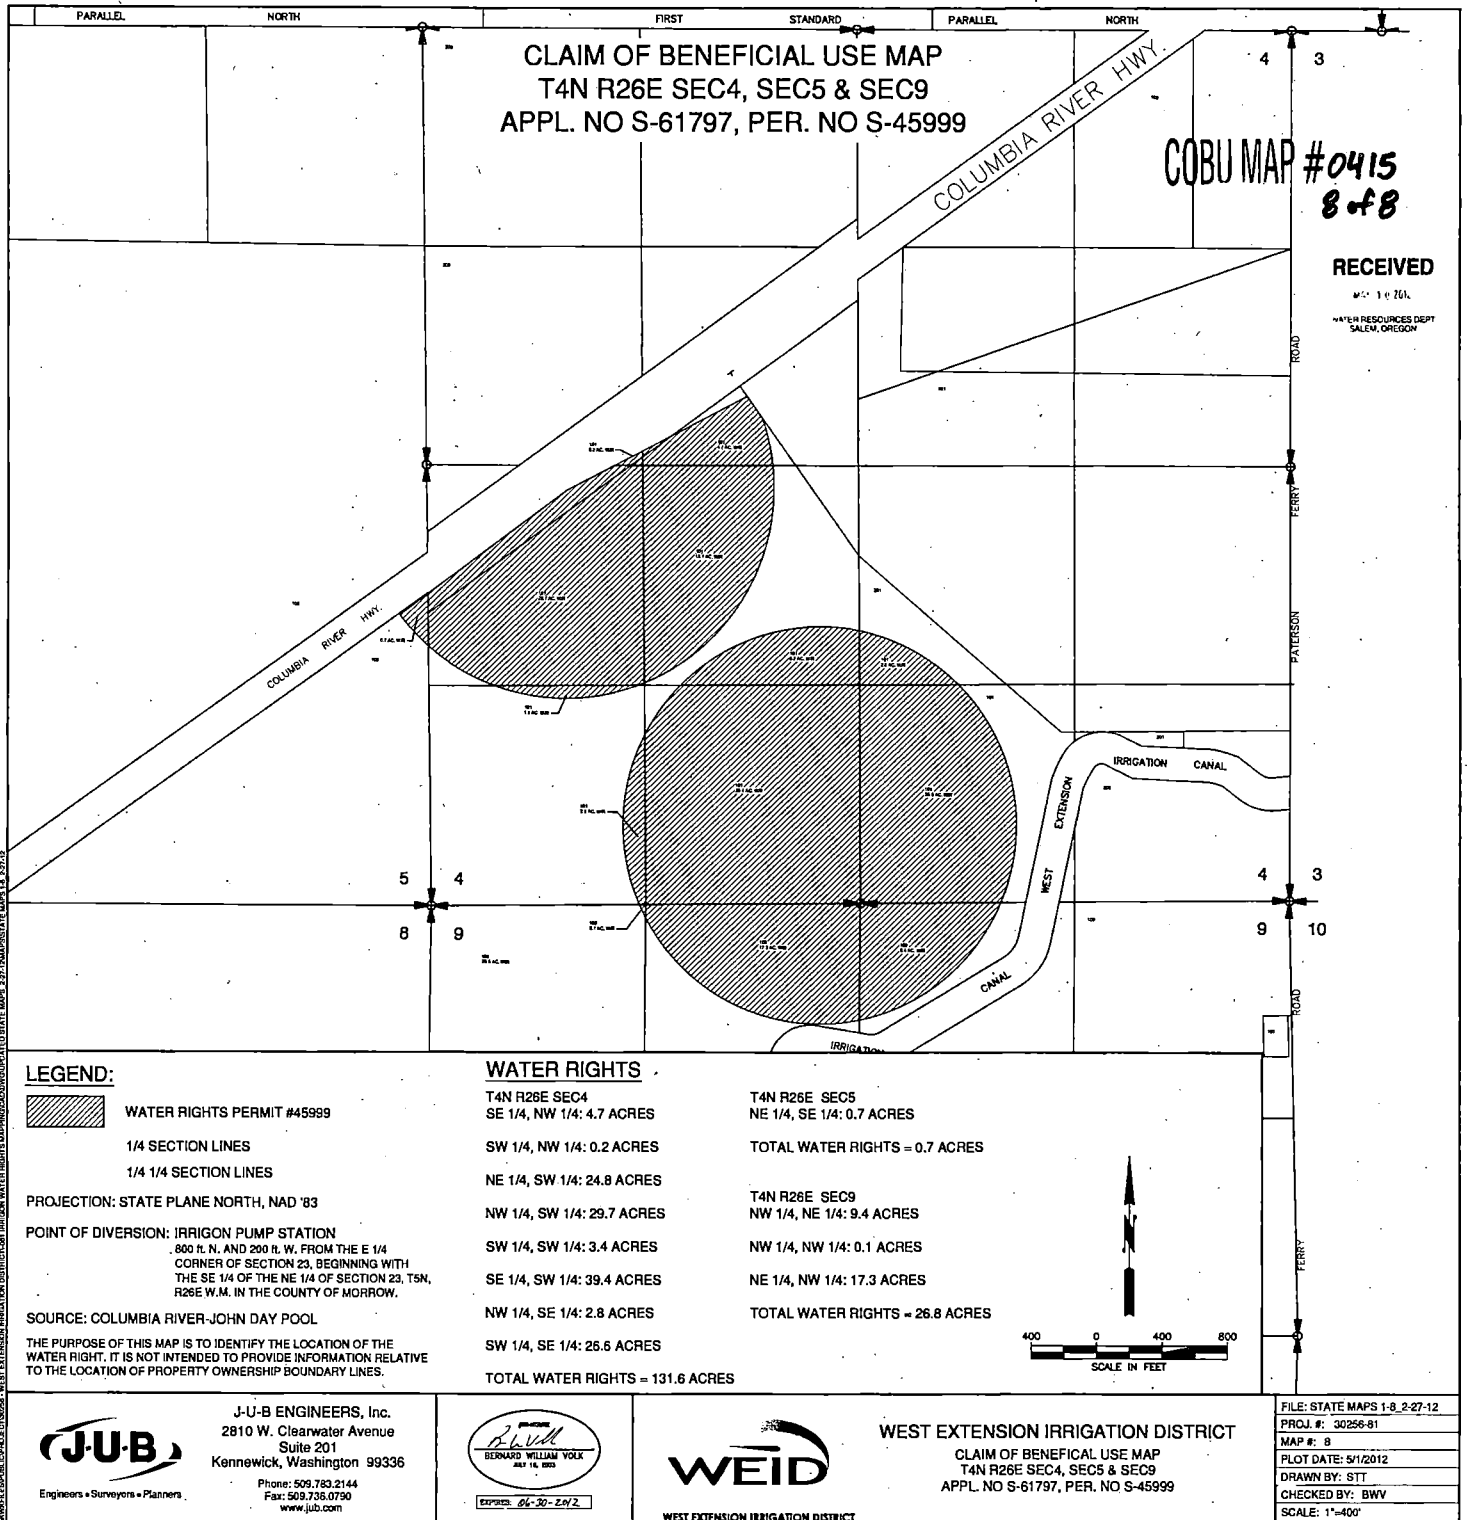 PARALLEL NORTH FIRST STANDARD PARALLEL NORTH
CLAIM OF BENEFICIAL USE MAP
T4N R26E SEC4, SEC5 & SEC9
APPL. NO S-61797, PER. NO S-45999
COLUMBIA RIVER HWY.
4 3
COBU MAP #0415
8 of 8
RECEIVED
WATER RESOURCES DEPT
SALEM, OREGON
ROAD
FERRY
PATERSON
COLUMBIA RIVER HWY.
IRRIGATION CANAL
EXTENSION
WEST
CANAL
IRRIGATION
5 4
8 9
4 3
9 10
ROAD
FERRY
LEGEND:
WATER RIGHTS PERMIT #45999
1/4 SECTION LINES
1/4 1/4 SECTION LINES
PROJECTION: STATE PLANE NORTH, NAD '83
POINT OF DIVERSION: IRRIGON PUMP STATION
800 ft. N. AND 200 ft. W. FROM THE E 1/4
CORNER OF SECTION 23, BEGINNING WITH
THE SE 1/4 OF THE NE 1/4 OF SECTION 23, T5N,
R26E W.M. IN THE COUNTY OF MORROW.
SOURCE: COLUMBIA RIVER-JOHN DAY POOL
THE PURPOSE OF THIS MAP IS TO IDENTIFY THE LOCATION OF THE
WATER RIGHT. IT IS NOT INTENDED TO PROVIDE INFORMATION RELATIVE
TO THE LOCATION OF PROPERTY OWNERSHIP BOUNDARY LINES.
WATER RIGHTS
T4N R26E SEC4
SE 1/4, NW 1/4: 4.7 ACRES
SW 1/4, NW 1/4: 0.2 ACRES
NE 1/4, SW 1/4: 24.8 ACRES
NW 1/4, SW 1/4: 29.7 ACRES
SW 1/4, SW 1/4: 3.4 ACRES
SE 1/4, SW 1/4: 39.4 ACRES
NW 1/4, SE 1/4: 2.8 ACRES
SW 1/4, SE 1/4: 26.6 ACRES
TOTAL WATER RIGHTS = 131.6 ACRES
T4N R26E SEC5
NE 1/4, SE 1/4: 0.7 ACRES
TOTAL WATER RIGHTS = 0.7 ACRES
T4N R26E SEC9
NW 1/4, NE 1/4: 9.4 ACRES
NW 1/4, NW 1/4: 0.1 ACRES
NE 1/4, NW 1/4: 17.3 ACRES
TOTAL WATER RIGHTS = 26.8 ACRES
N
400 0 400 800
SCALE IN FEET
J·U·B
Engineers • Surveyors • Planners
J-U-B ENGINEERS, Inc.
2810 W. Clearwater Avenue
Suite 201
Kennewick, Washington 99336
Phone: 509.783.2144
Fax: 509.736.0790
www.jub.com
BERNARD WILLIAM VOLK
EXPIRES: 06-30-2012
WEID
WEST EXTENSION IRRIGATION DISTRICT
WEST EXTENSION IRRIGATION DISTRICT
CLAIM OF BENEFICAL USE MAP
T4N R26E SEC4, SEC5 & SEC9
APPL. NO S-61797, PER. NO S-45999
FILE: STATE MAPS 1-8_2-27-12
PROJ. #: 30256-81
MAP #: 8
PLOT DATE: 5/1/2012
DRAWN BY: STT
CHECKED BY: BWV
SCALE: 1"=400'